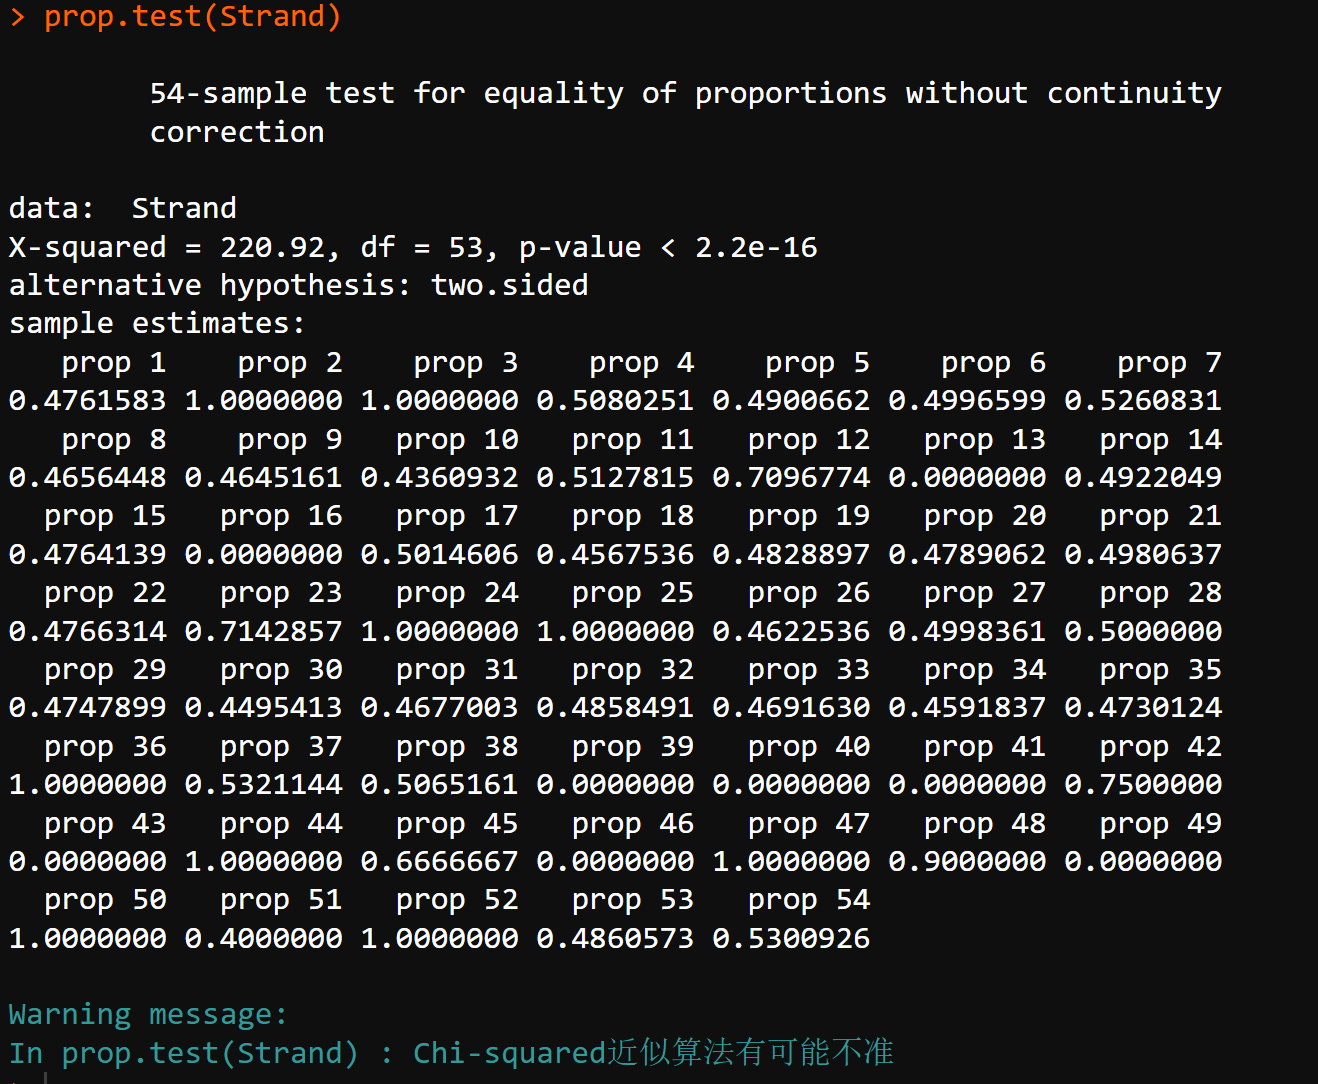 > prop.test(Strand)
54-sample test for equality of proportions without continuity
correction
data:  Strand
X-squared = 220.92, df = 53, p-value < 2.2e-16
alternative hypothesis: two.sided
sample estimates:
prop 1 prop 2 prop 3 prop 4 prop 5 prop 6 prop 7
0.4761583 1.0000000 1.0000000 0.5080251 0.4900662 0.4996599 0.5260831
prop 8 prop 9 prop 10 prop 11 prop 12 prop 13 prop 14
0.4656448 0.4645161 0.4360932 0.5127815 0.7096774 0.0000000 0.4922049
prop 15 prop 16 prop 17 prop 18 prop 19 prop 20 prop 21
0.4764139 0.0000000 0.5014606 0.4567536 0.4828897 0.4789062 0.4980637
prop 22 prop 23 prop 24 prop 25 prop 26 prop 27 prop 28
0.4766314 0.7142857 1.0000000 1.0000000 0.4622536 0.4998361 0.5000000
prop 29 prop 30 prop 31 prop 32 prop 33 prop 34 prop 35
0.4747899 0.4495413 0.4677003 0.4858491 0.4691630 0.4591837 0.4730124
prop 36 prop 37 prop 38 prop 39 prop 40 prop 41 prop 42
1.0000000 0.5321144 0.5065161 0.0000000 0.0000000 0.0000000 0.7500000
prop 43 prop 44 prop 45 prop 46 prop 47 prop 48 prop 49
0.0000000 1.0000000 0.6666667 0.0000000 1.0000000 0.9000000 0.0000000
prop 50 prop 51 prop 52 prop 53 prop 54
1.0000000 0.4000000 1.0000000 0.4860573 0.5300926
Warning message:
In prop.test(Strand) : Chi-squared近似算法有可能不准